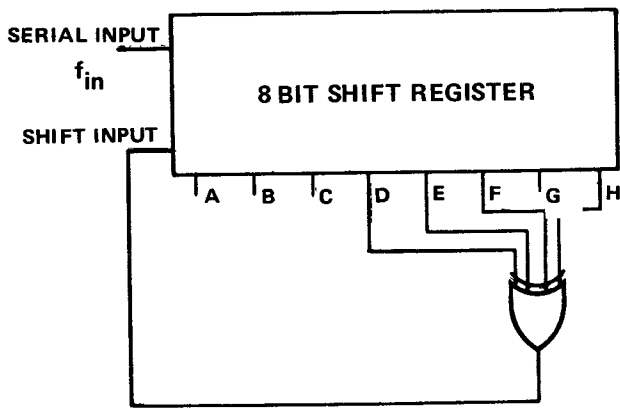 SERIAL INPUT
f in
8 BIT SHIFT REGISTER
SHIFT INPUT
A B C D E F G H